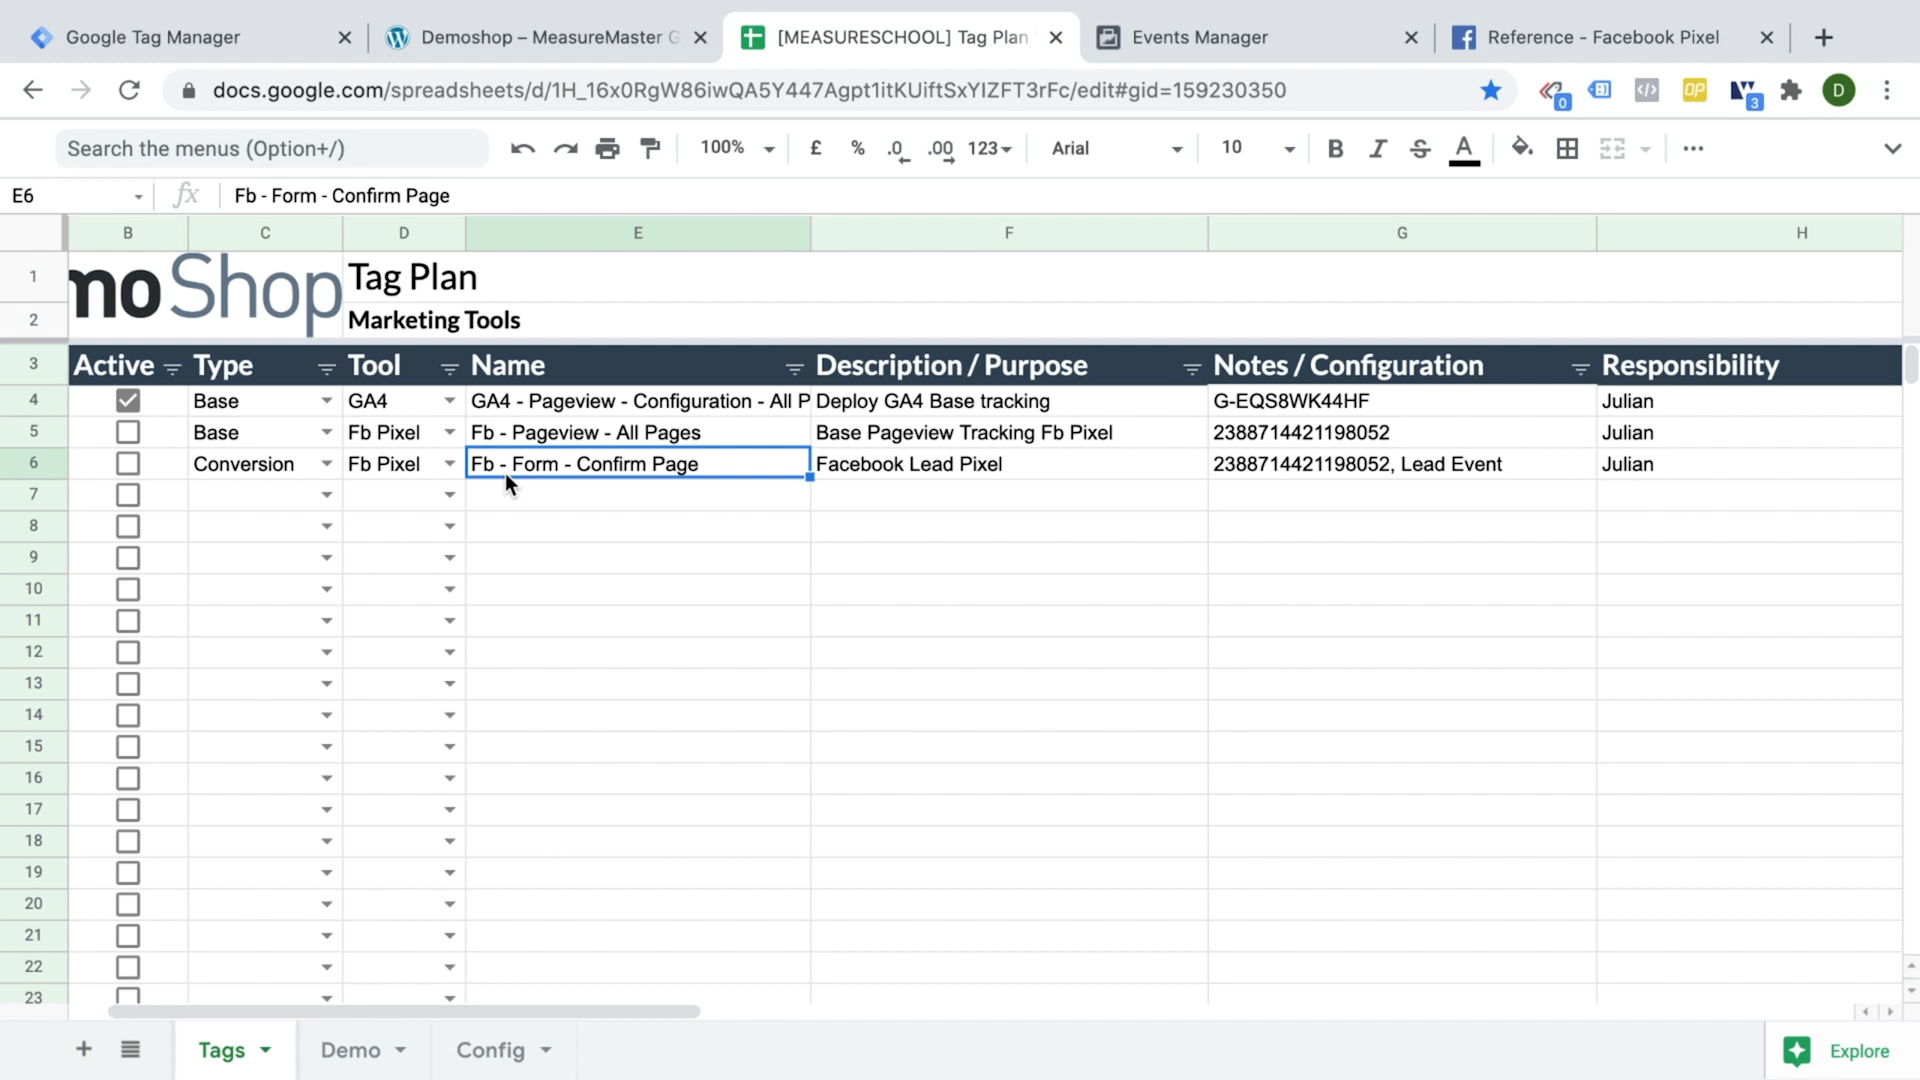 Google Tag Manager
Demoshop – MeasureMaster G
[MEASURESCHOOL] Tag Plan
Events Manager
Reference - Facebook Pixel
docs.google.com/spreadsheets/d/1H_16x0RgW86iwQA5Y447Agpt1itKUiftSxYIZFT3rFc/edit#gid=159230350
0
OP
3
D
Search the menus (Option+/)
100%
£
%
.0
.00
123
Arial
10
B
I
S
A
E6
fx
Fb - Form - Confirm Page
B
C
D
E
F
G
H
1
mo Shop
Tag Plan
2
Marketing Tools
3
Active
Type
Tool
Name
Description / Purpose
Notes / Configuration
Responsibility
4
Base
GA4
GA4 - Pageview - Configuration - All P
Deploy GA4 Base tracking
G-EQS8WK44HF
Julian
5
Base
Fb Pixel
Fb - Pageview - All Pages
Base Pageview Tracking Fb Pixel
2388714421198052
Julian
6
Conversion
Fb Pixel
Fb - Form - Confirm Page
Facebook Lead Pixel
2388714421198052, Lead Event
Julian
7
8
9
10
11
12
13
14
15
16
17
18
19
20
21
22
23
Tags
Demo
Config
Explore